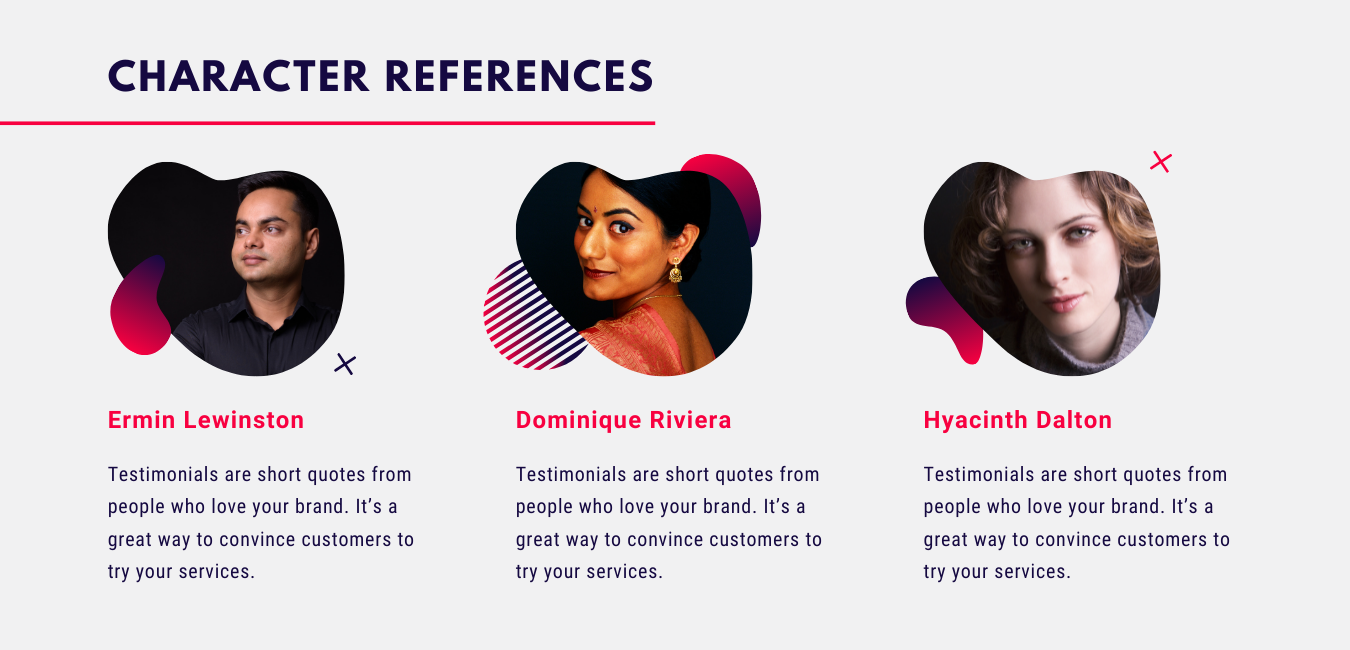 CHARACTER REFERENCES
Ermin Lewinston
Testimonials are short quotes from
people who love your brand. It’s a
great way to convince customers to
try your services.
Dominique Riviera
Testimonials are short quotes from
people who love your brand. It’s a
great way to convince customers to
try your services.
Hyacinth Dalton
Testimonials are short quotes from
people who love your brand. It’s a
great way to convince customers to
try your services.